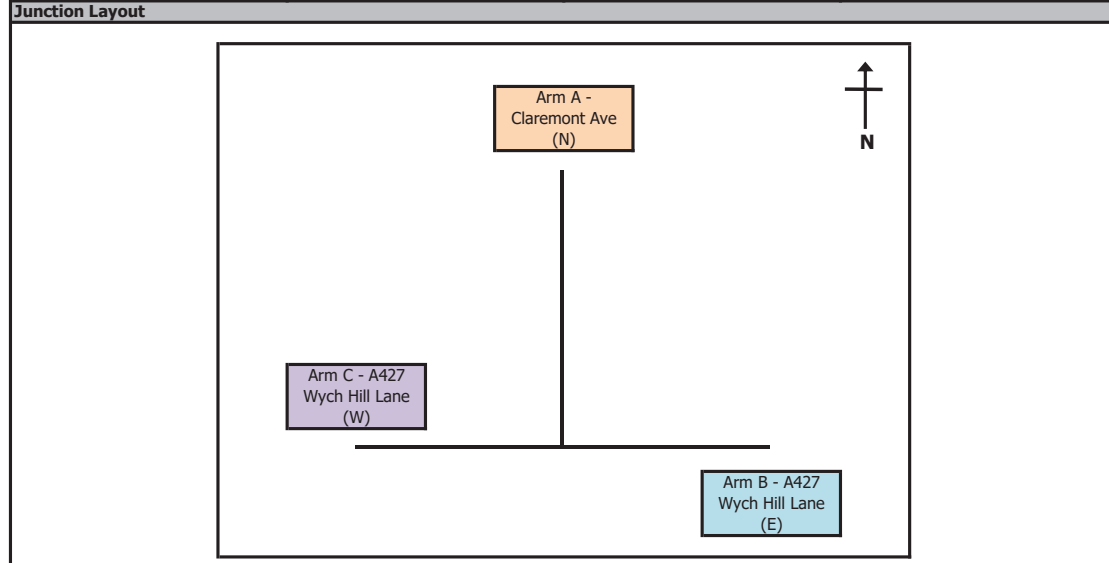 Junction Layout
Arm A -
Claremont Ave
(N)
N
Arm C - A427
Wych Hill Lane
(W)
Arm B - A427
Wych Hill Lane
(E)